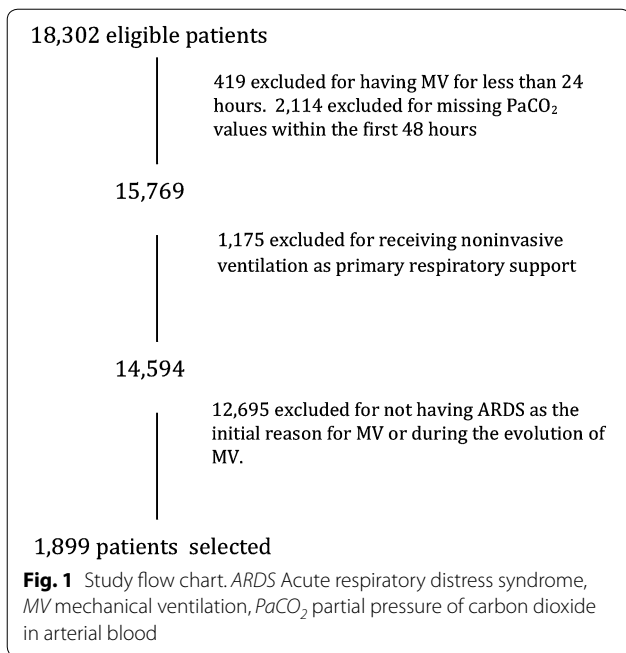 18,302 eligible patients
419 excluded for having MV for less than 24
hours.  2,114 excluded for missing PaCO₂
values within the first 48 hours
15,769
1,175 excluded for receiving noninvasive
ventilation as primary respiratory support
14,594
12,695 excluded for not having ARDS as the
initial reason for MV or during the evolution of
MV.
1,899 patients  selected
Fig. 1  Study flow chart. ARDS Acute respiratory distress syndrome,
MV mechanical ventilation, PaCO₂ partial pressure of carbon dioxide
in arterial blood